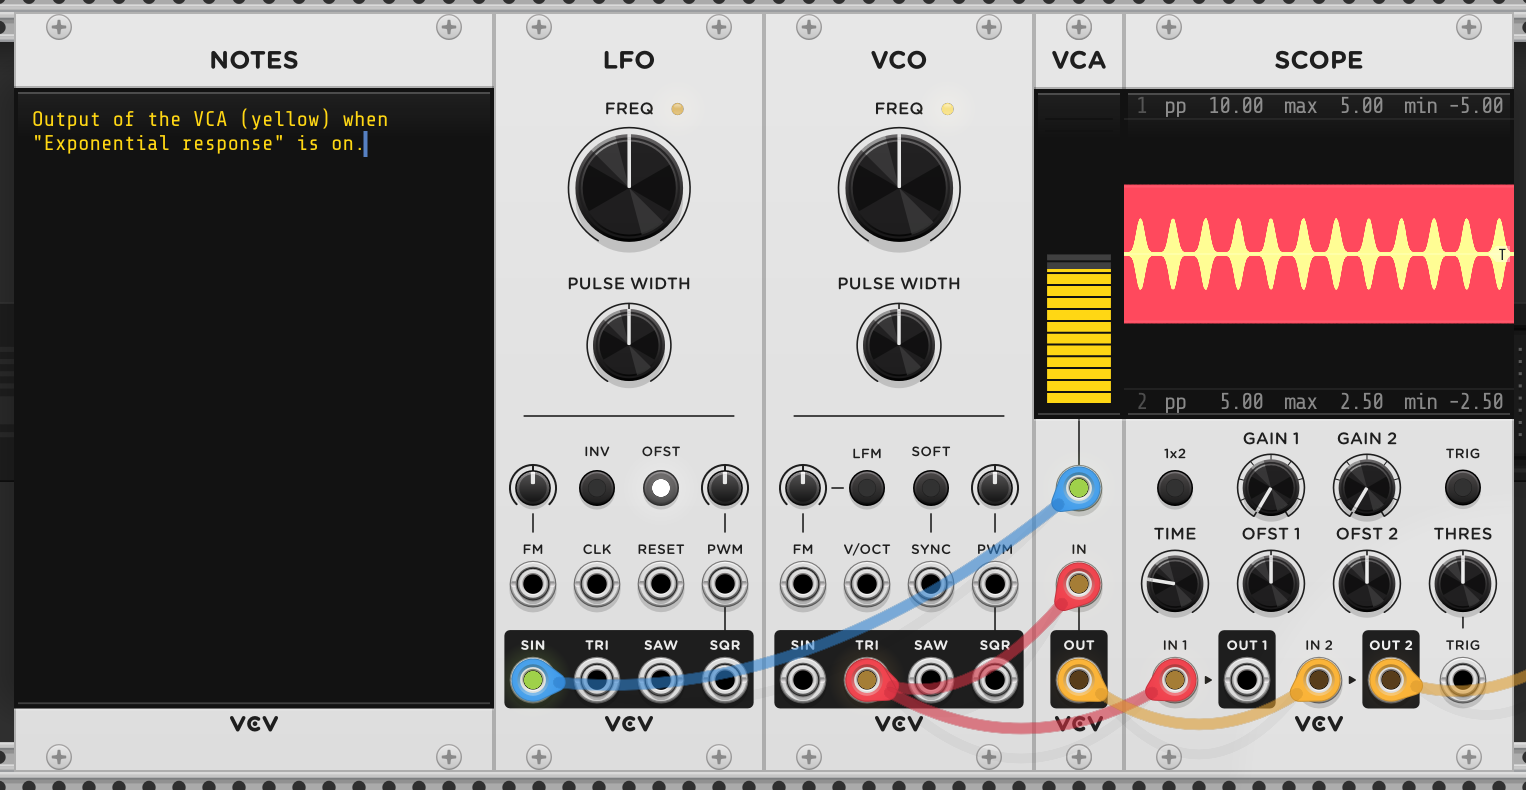 NOTES
Output of the VCA (yellow) when
"Exponential response" is on.
VCV
LFO
FREQ
PULSE WIDTH
INV OFST
FM CLK RESET PWM
SIN TRI SAW SQR
VCV
VCO
FREQ
PULSE WIDTH
LFM SOFT
FM V/OCT SYNC PWM
SIN TRI SAW SQR
VCV
VCA
IN
OUT
VCV
SCOPE
1 pp 10.00 max 5.00 min -5.00
T
2 pp 5.00 max 2.50 min -2.50
1x2 GAIN 1 GAIN 2 TRIG
TIME OFST 1 OFST 2 THRES
IN 1 OUT 1 IN 2 OUT 2 TRIG
VCV